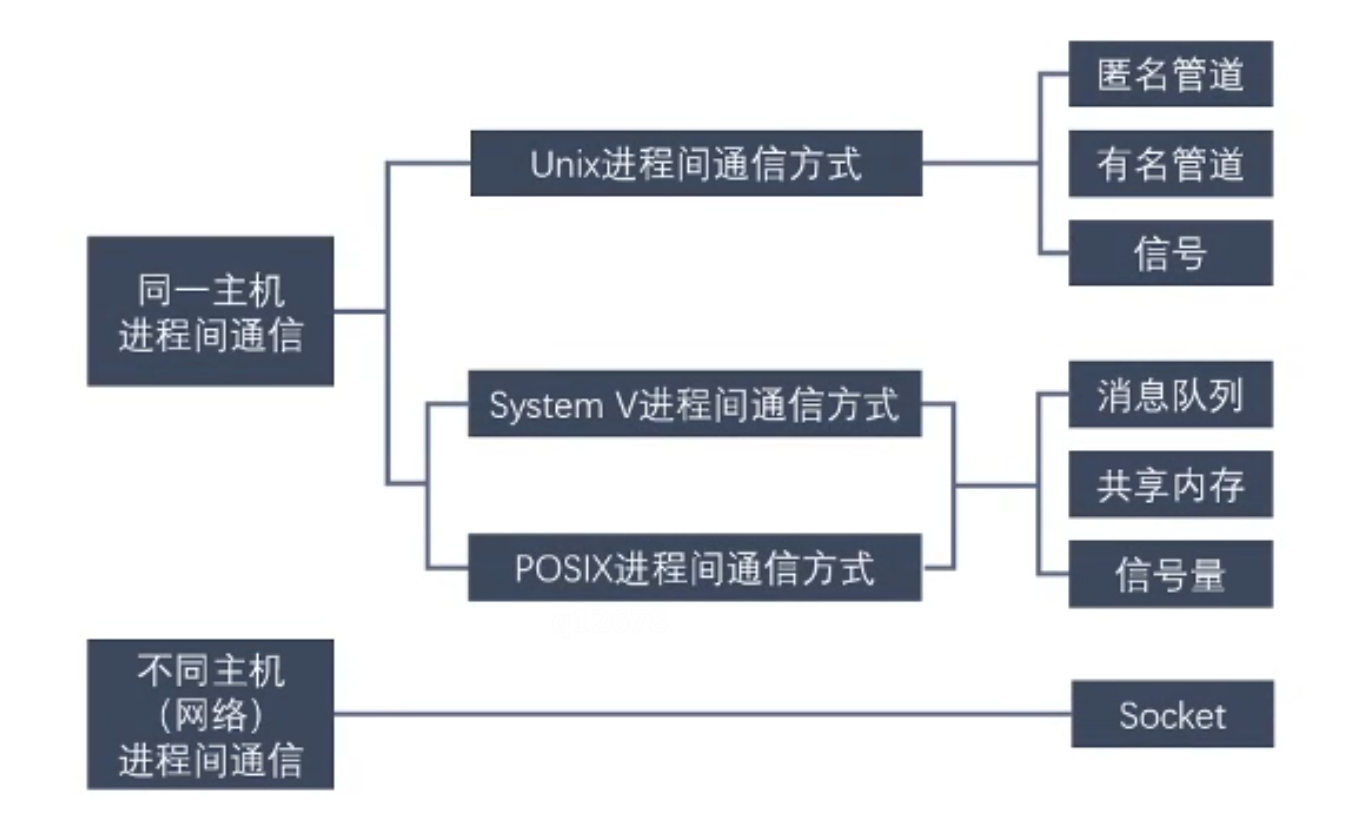 匿名管道
Unix进程间通信方式
有名管道
信号
同一主机
进程间通信
System V进程间通信方式
消息队列
共享内存
POSIX进程间通信方式
信号量
不同主机
（网络）
进程间通信
Socket